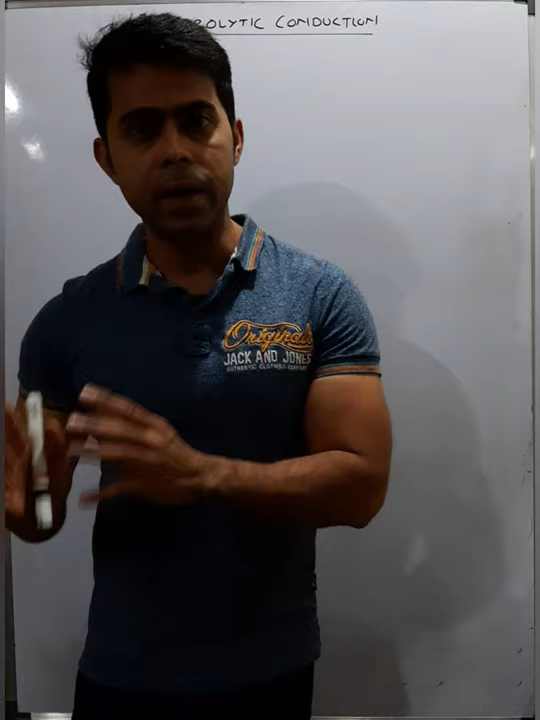 ROLYTIC CONDUCTION
Originals
JACK AND JONES
AUTHENTIC CLOTHING COMPANY